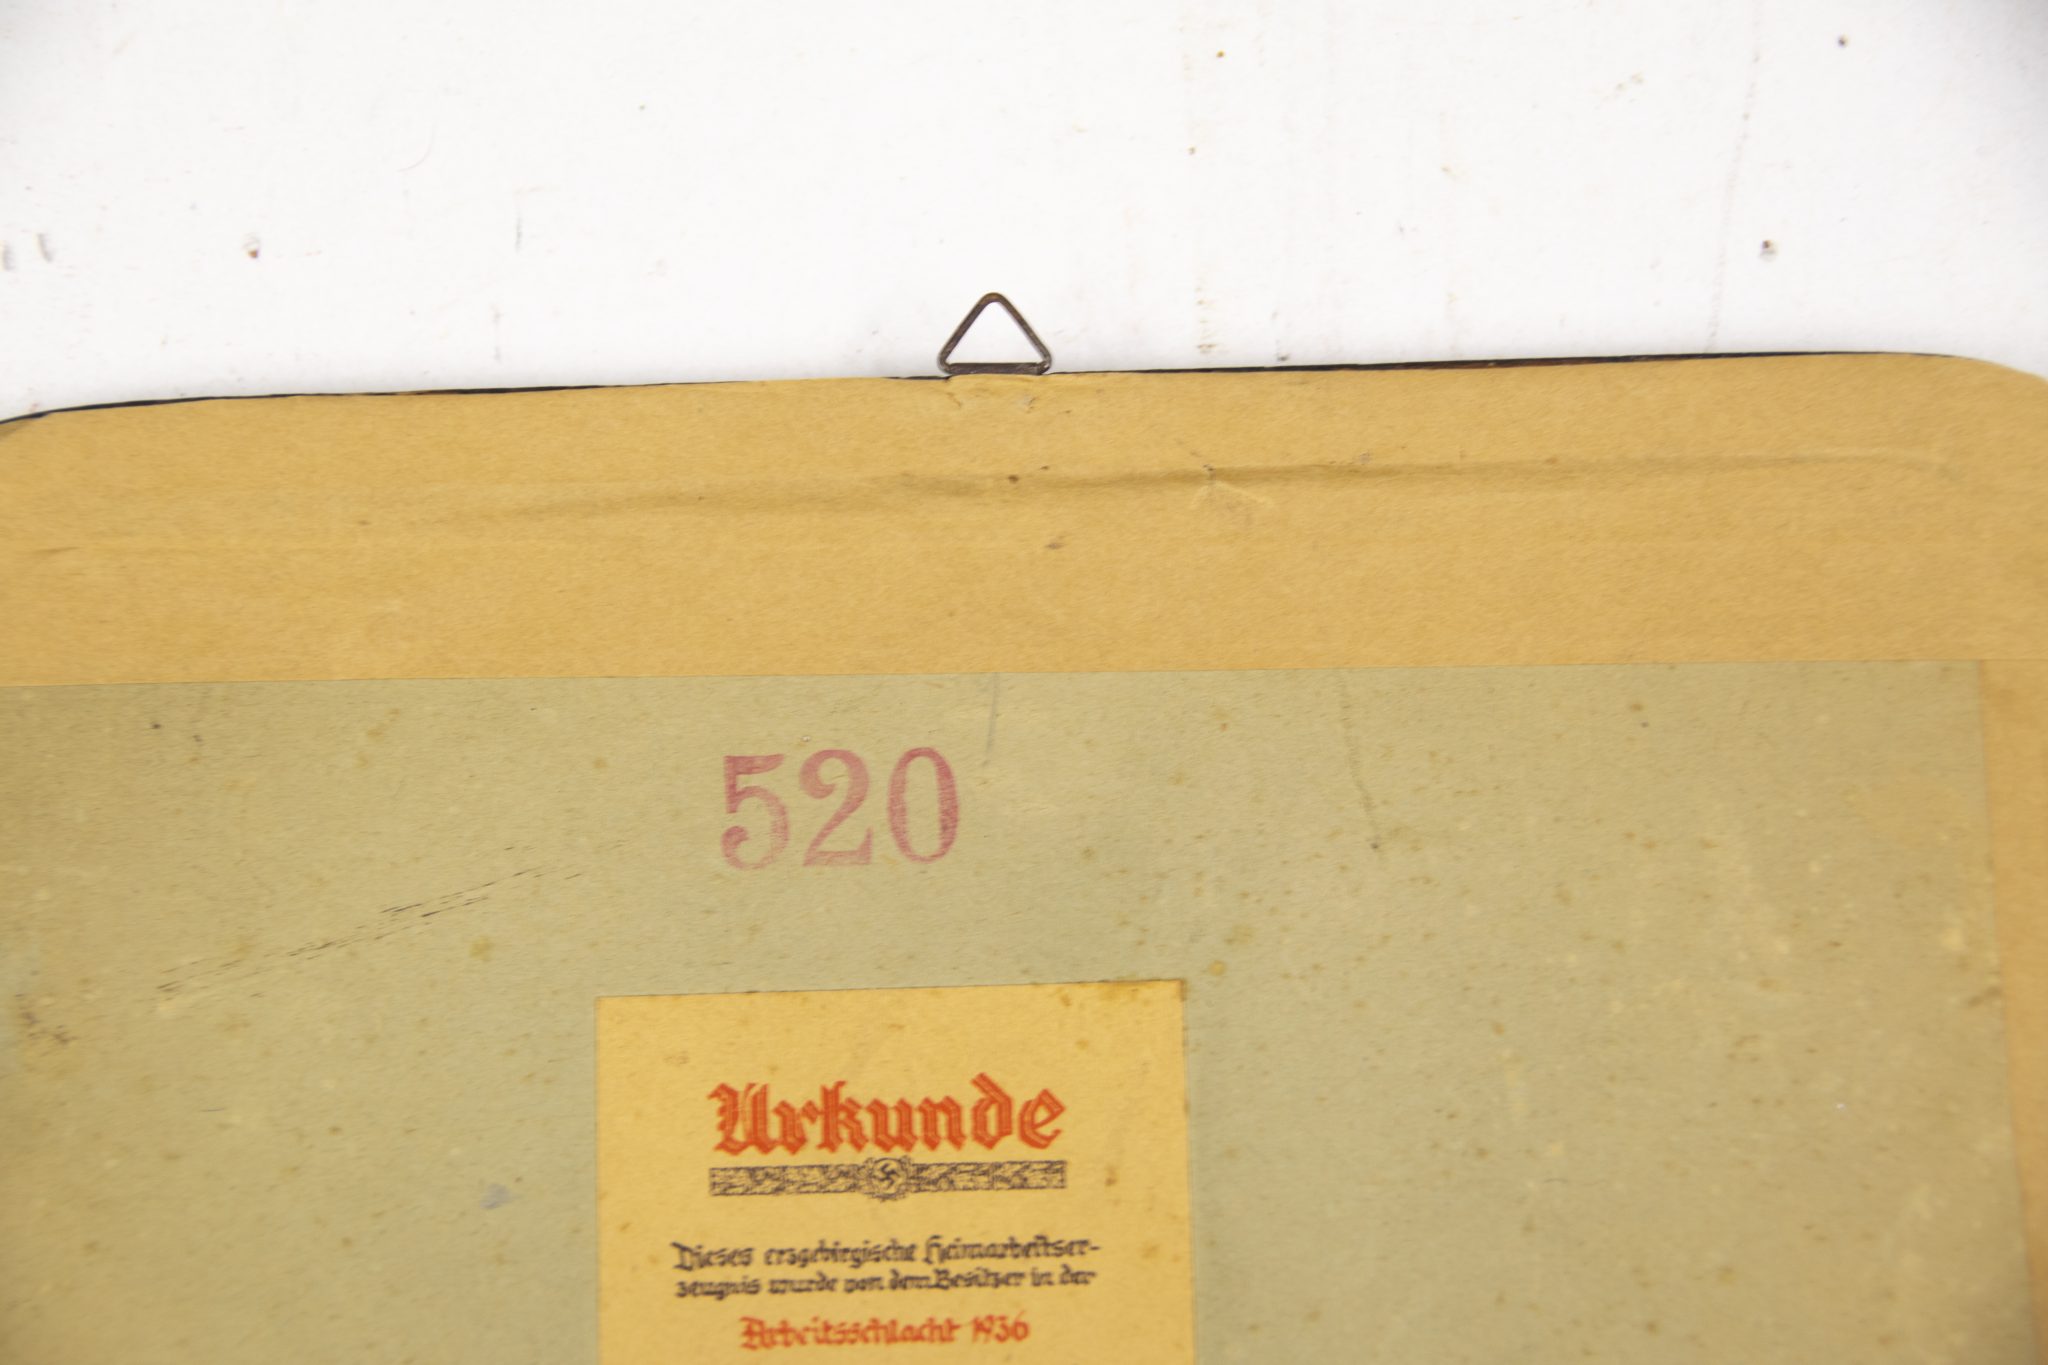 520
Urkunde
Dieses erzgebirgische Heimarbeitser-
zeugnis wurde von dem Besitzer in der
Arbeitsschlacht 1936